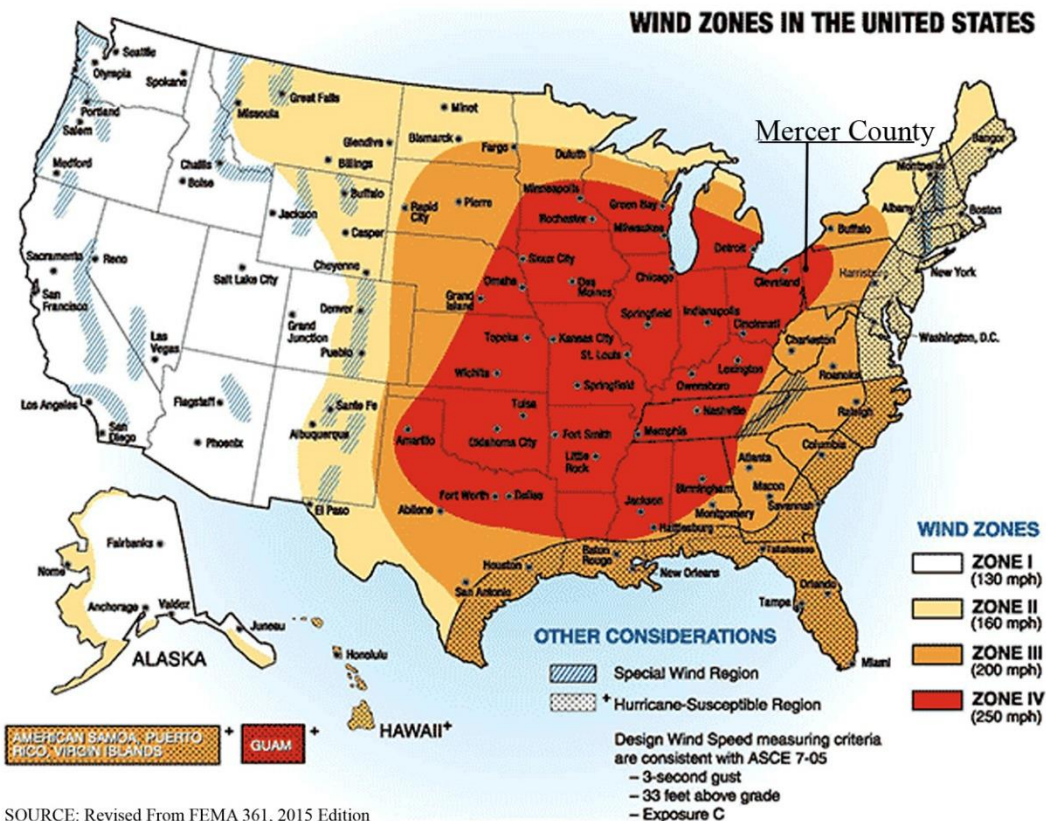 WIND ZONES IN THE UNITED STATES
Mercer County
Seattle
Olympia
Spokane
Portland
Salem
Medford
Missoula
Great Falls
Glendive
Billings
Challis
Boise
Jackson
Buffalo
Casper
Cheyenne
Minot
Bismarck
Fargo
Duluth
Rapid City
Pierre
Minneapolis
Rochester
Green Bay
Milwaukee
Detroit
Buffalo
Montpelier
Bangor
Albany
Boston
New York
Harrisburg
Washington, D.C.
Sacramento
San Francisco
Reno
Las Vegas
Los Angeles
San Diego
Salt Lake City
Grand Junction
Denver
Pueblo
Flagstaff
Phoenix
Santa Fe
Albuquerque
El Paso
Sioux City
Omaha
Grand Island
Des Moines
Chicago
Cleveland
Springfield
Indianapolis
Cincinnati
Topeka
Kansas City
St. Louis
Wichita
Springfield
Owensboro
Lexington
Charleston
Roanoke
Raleigh
Tulsa
Oklahoma City
Amarillo
Fort Smith
Little Rock
Memphis
Nashville
Columbia
Atlanta
Macon
Savannah
Birmingham
Montgomery
Jackson
Hattiesburg
Fort Worth
Dallas
Abilene
Houston
San Antonio
Baton Rouge
New Orleans
Tallahassee
Orlando
Tampa
Miami
Fairbanks
Nome
Anchorage
Valdez
Juneau
ALASKA
Honolulu
HAWAII+
AMERICAN SAMOA, PUERTO
RICO, VIRGIN ISLANDS
+
GUAM
+
OTHER CONSIDERATIONS
Special Wind Region
+ Hurricane-Susceptible Region
Design Wind Speed measuring criteria
are consistent with ASCE 7-05
– 3-second gust
– 33 feet above grade
– Exposure C
WIND ZONES
ZONE I
(130 mph)
ZONE II
(160 mph)
ZONE III
(200 mph)
ZONE IV
(250 mph)
SOURCE: Revised From FEMA 361, 2015 Edition